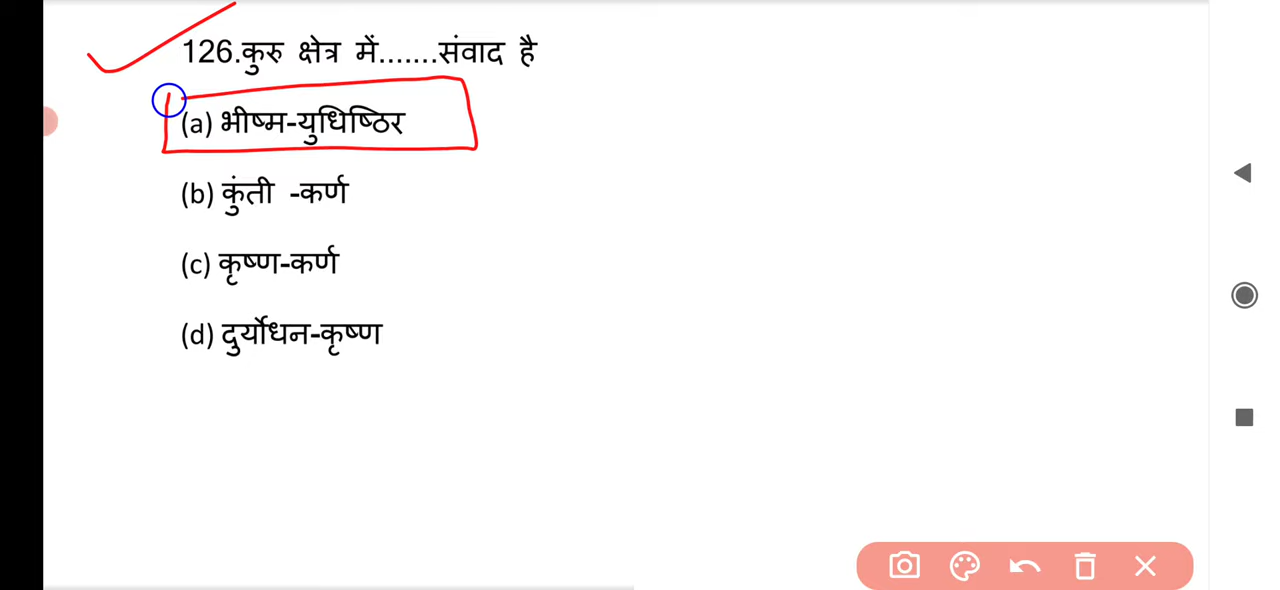 126.कुरु क्षेत्र में.......संवाद है
(a) भीष्म-युधिष्ठिर
(b) कुंती -कर्ण
(c) कृष्ण-कर्ण
(d) दुर्योधन-कृष्ण